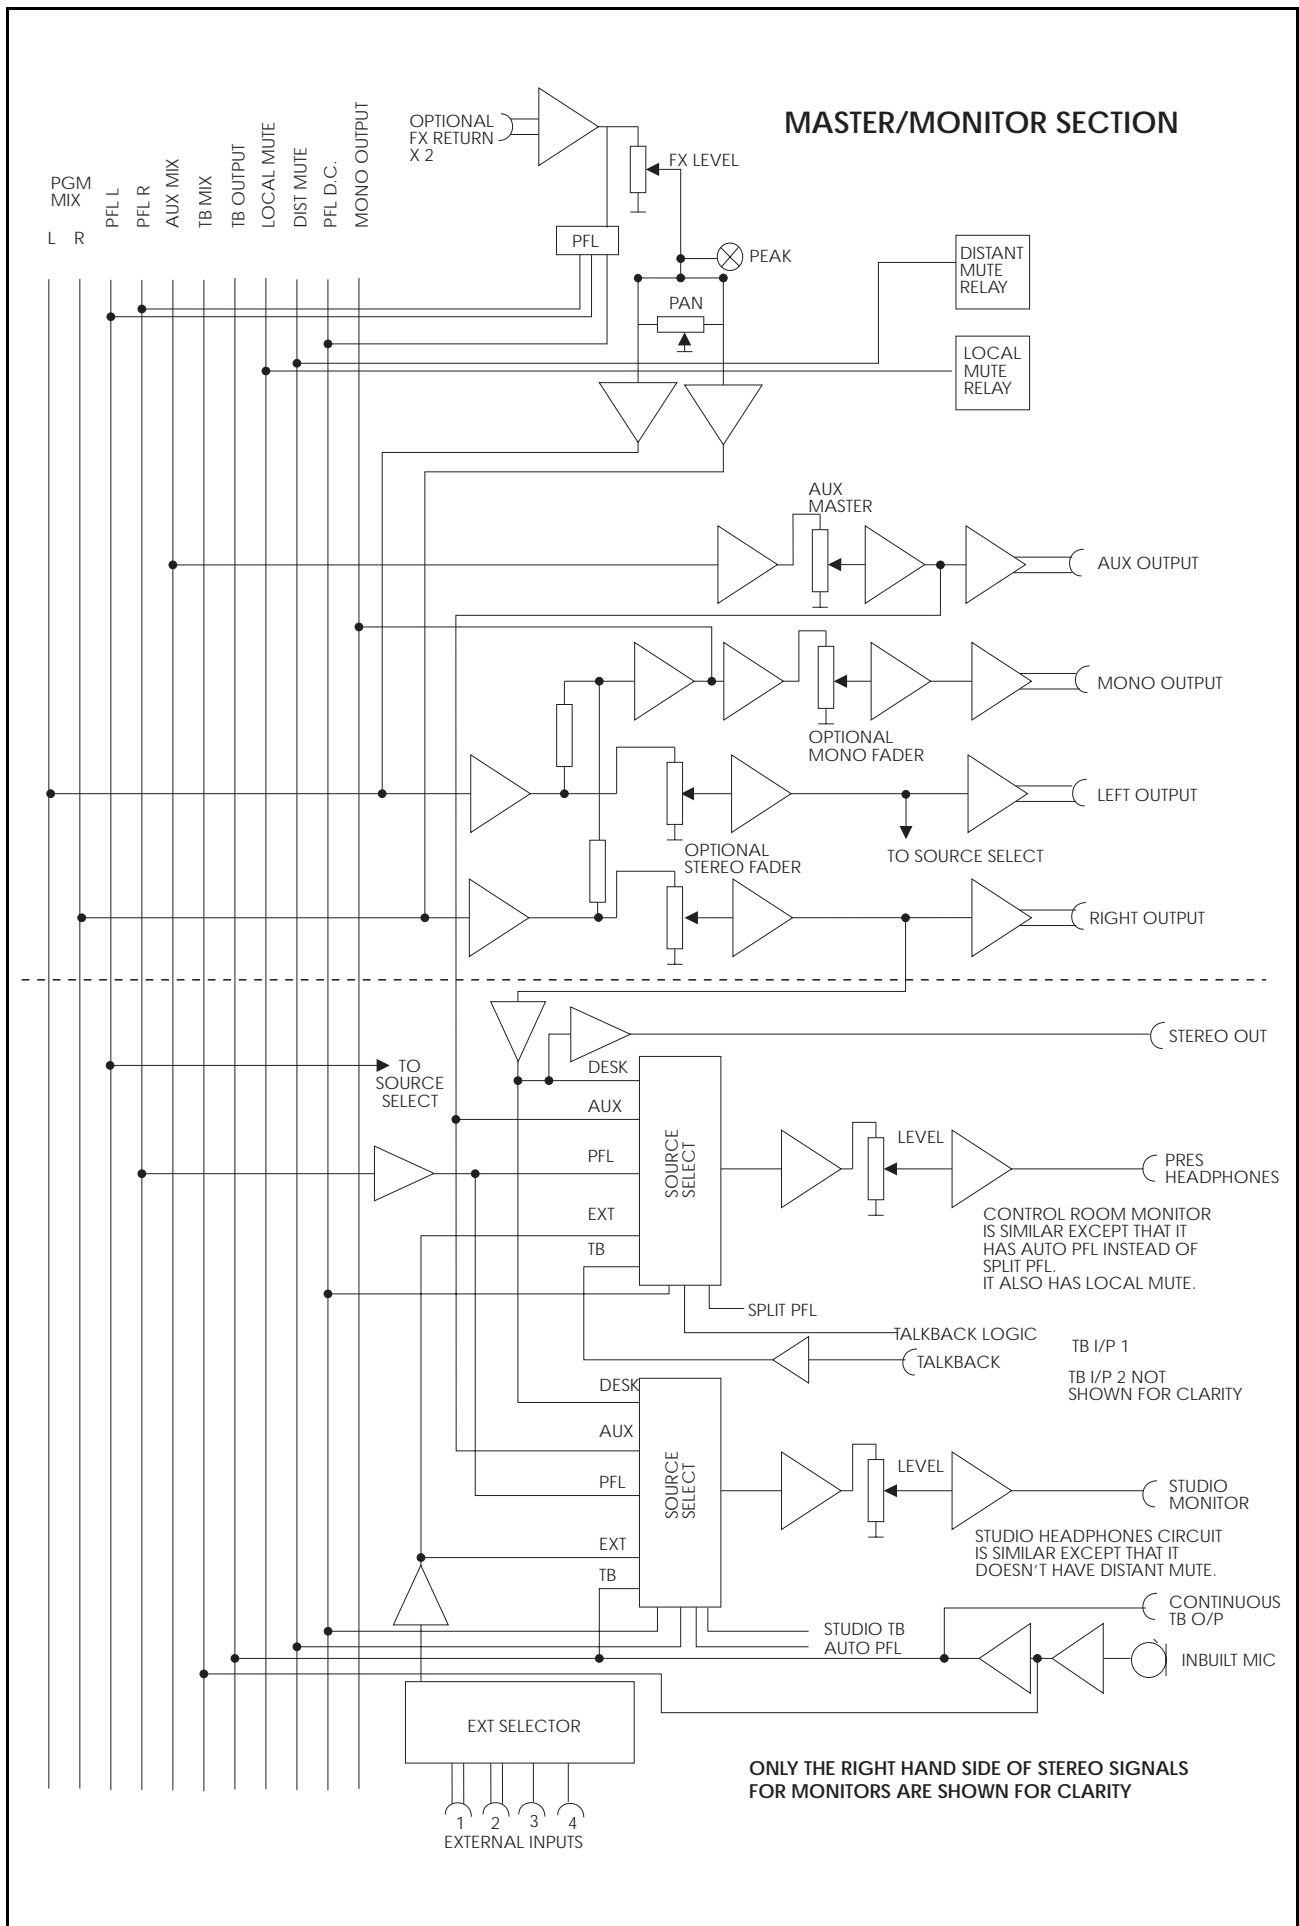 MASTER/MONITOR SECTION
OPTIONAL
FX RETURN
X 2
FX LEVEL
PGM
MIX
L R
PFL L
PFL R
AUX MIX
TB MIX
TB OUTPUT
LOCAL MUTE
DIST MUTE
PFL D.C.
MONO OUTPUT
PFL
PEAK
PAN
DISTANT
MUTE
RELAY
LOCAL
MUTE
RELAY
AUX
MASTER
AUX OUTPUT
MONO OUTPUT
OPTIONAL
MONO FADER
LEFT OUTPUT
TO SOURCE SELECT
OPTIONAL
STEREO FADER
RIGHT OUTPUT
STEREO OUT
TO
SOURCE
SELECT
DESK
AUX
PFL
EXT
TB
SOURCE
SELECT
LEVEL
PRES
HEADPHONES
CONTROL ROOM MONITOR
IS SIMILAR EXCEPT THAT IT
HAS AUTO PFL INSTEAD OF
SPLIT PFL.
IT ALSO HAS LOCAL MUTE.
SPLIT PFL
TALKBACK LOGIC
TALKBACK
TB I/P 1
TB I/P 2 NOT
SHOWN FOR CLARITY
DESK
AUX
PFL
EXT
TB
SOURCE
SELECT
LEVEL
STUDIO
MONITOR
STUDIO HEADPHONES CIRCUIT
IS SIMILAR EXCEPT THAT IT
DOESN'T HAVE DISTANT MUTE.
CONTINUOUS
TB O/P
STUDIO TB
AUTO PFL
INBUILT MIC
EXT SELECTOR
1 2 3 4
EXTERNAL INPUTS
ONLY THE RIGHT HAND SIDE OF STEREO SIGNALS
FOR MONITORS ARE SHOWN FOR CLARITY